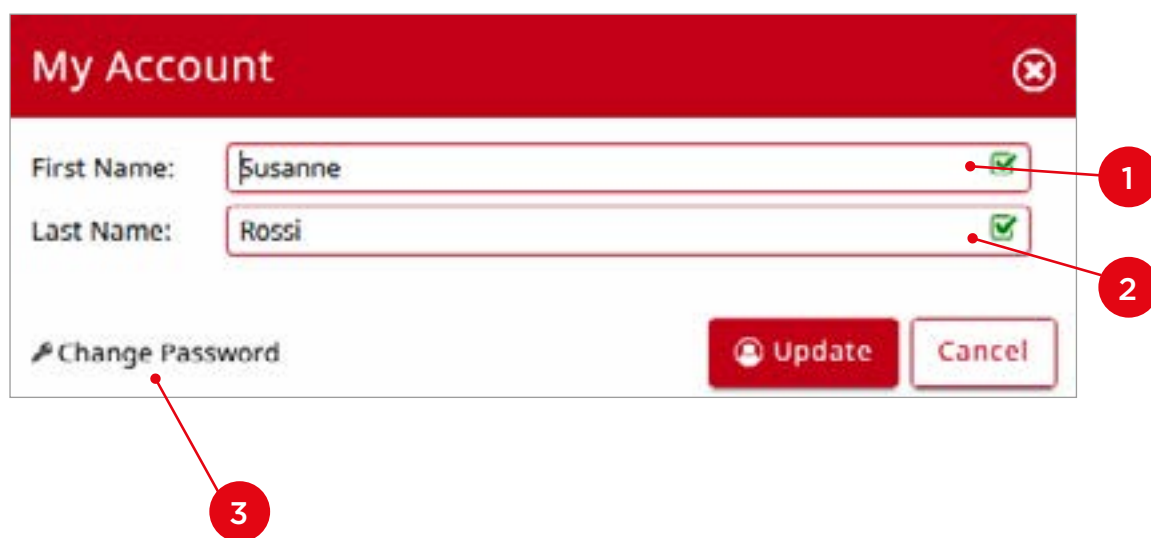 My Account
First Name: Susanne
1
Last Name: Rossi
2
Change Password Update Cancel
3